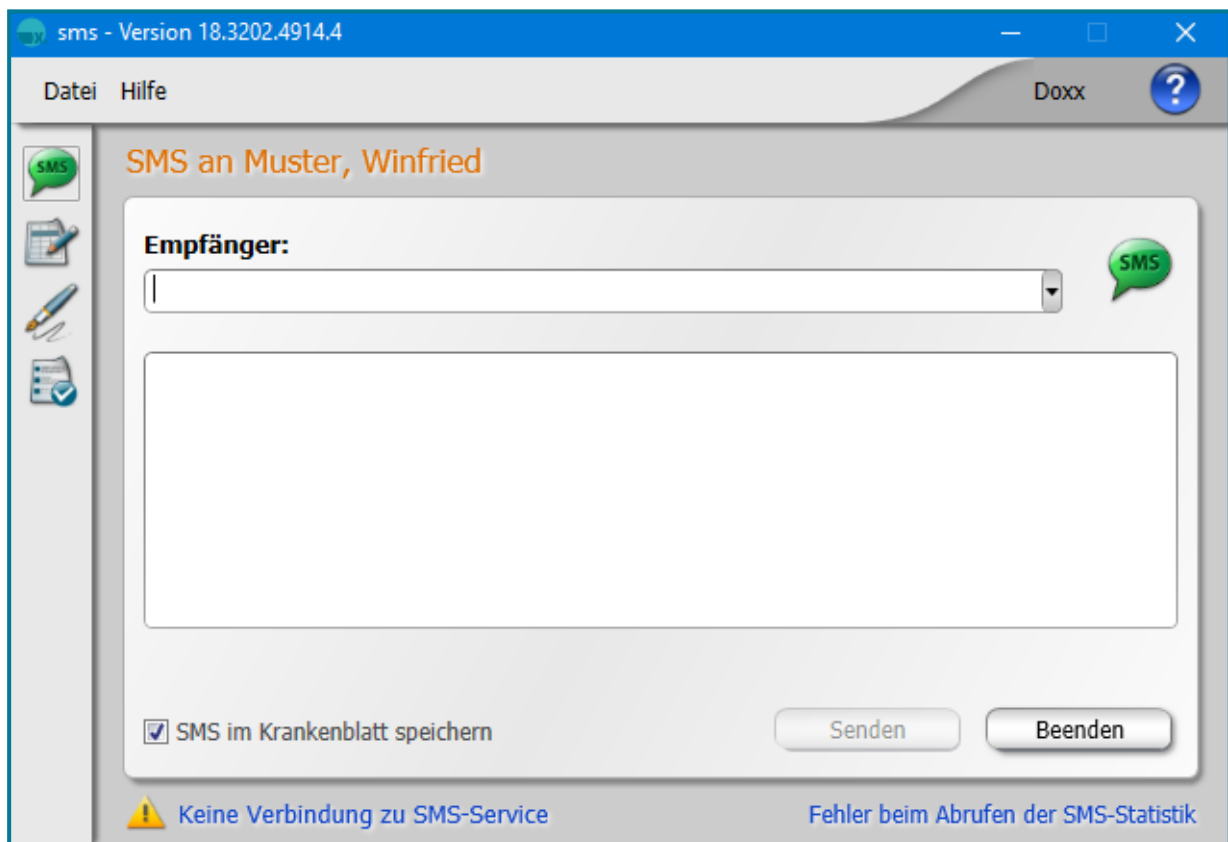 sms - Version 18.3202.4914.4
Datei Hilfe Doxx ?
SMS
SMS an Muster, Winfried
Empfänger:
SMS
SMS im Krankenblatt speichern Senden Beenden
Keine Verbindung zu SMS-Service Fehler beim Abrufen der SMS-Statistik